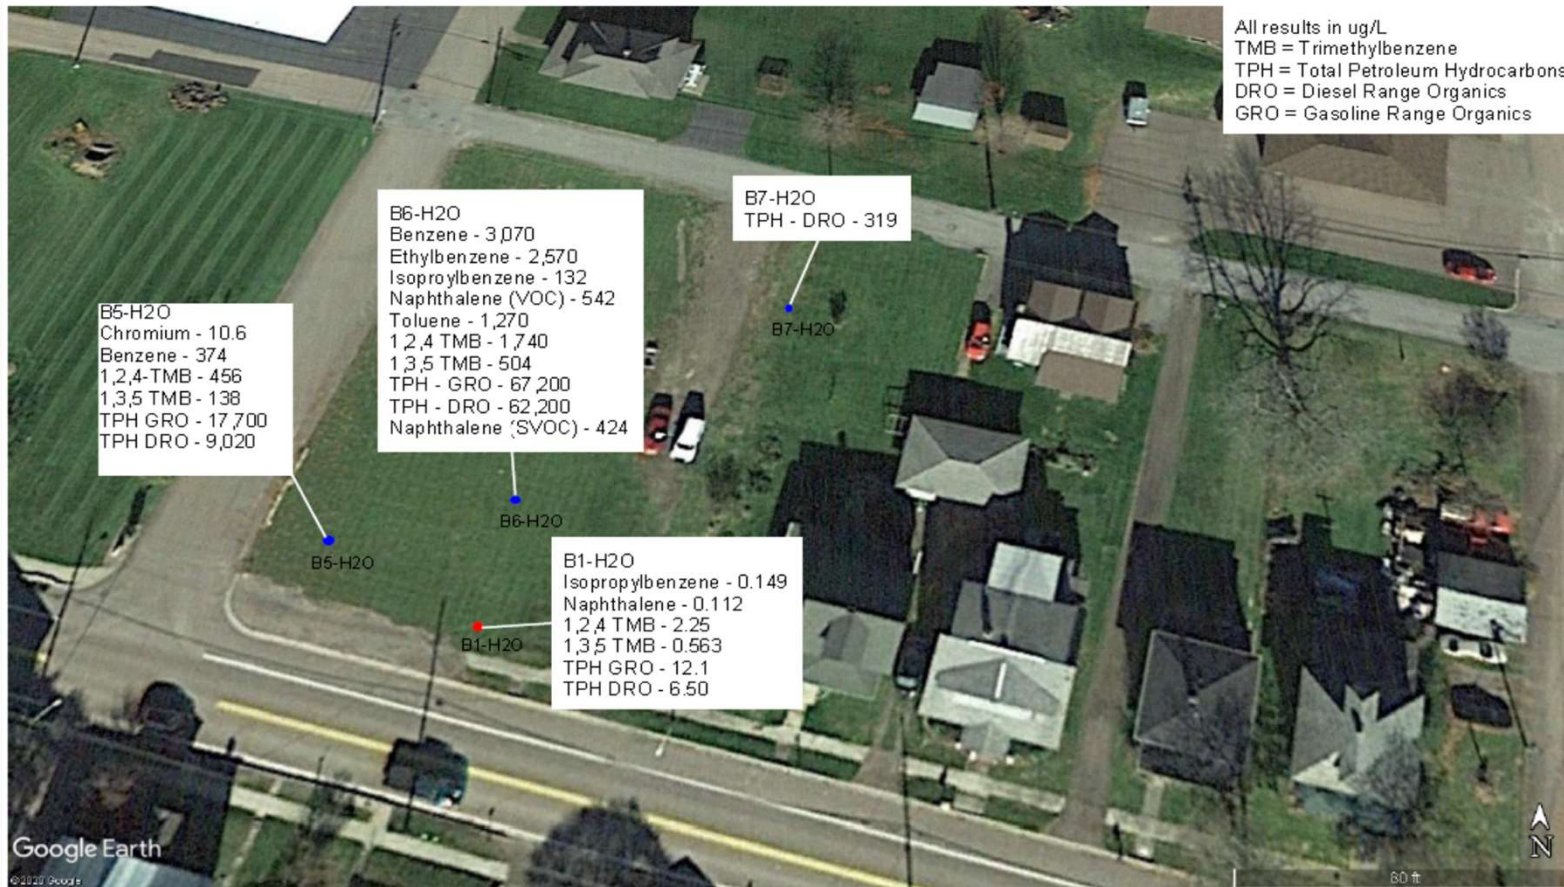 All results in ug/L
TMB = Trimethylbenzene
TPH = Total Petroleum Hydrocarbons
DRO = Diesel Range Organics
GRO = Gasoline Range Organics
B7-H2O
TPH - DRO - 319
B7-H2O
B6-H2O
Benzene - 3,070
Ethylbenzene - 2,570
Isoproylbenzene - 132
Naphthalene (VOC) - 542
Toluene - 1,270
1,2,4 TMB - 1,740
1,3,5 TMB - 504
TPH - GRO - 67,200
TPH - DRO - 62,200
Naphthalene (SVOC) - 424
B6-H2O
B5-H2O
Chromium - 10.6
Benzene - 374
1,2,4-TMB - 456
1,3,5 TMB - 138
TPH GRO - 17,700
TPH DRO - 9,020
B5-H2O
B1-H2O
Isopropylbenzene - 0.149
Naphthalene - 0.112
1,2,4 TMB - 2.25
1,3,5 TMB - 0.563
TPH GRO - 12.1
TPH DRO - 6.50
B1-H2O
Google Earth
© 2020 Google
N
80 ft